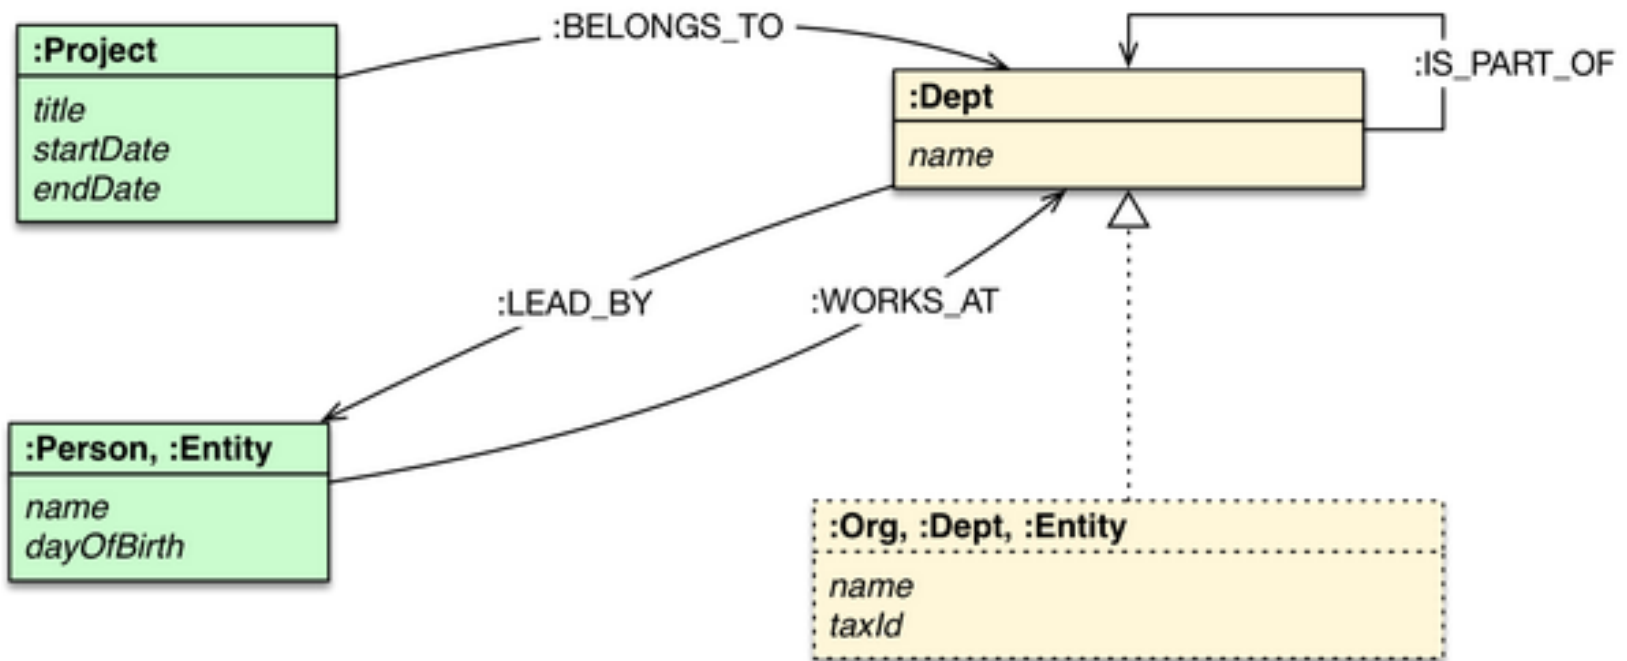 :BELONGS_TO
:Project
title
startDate
endDate
:IS_PART_OF
:Dept
name
:LEAD_BY
:WORKS_AT
:Person, :Entity
name
dayOfBirth
:Org, :Dept, :Entity
name
taxId